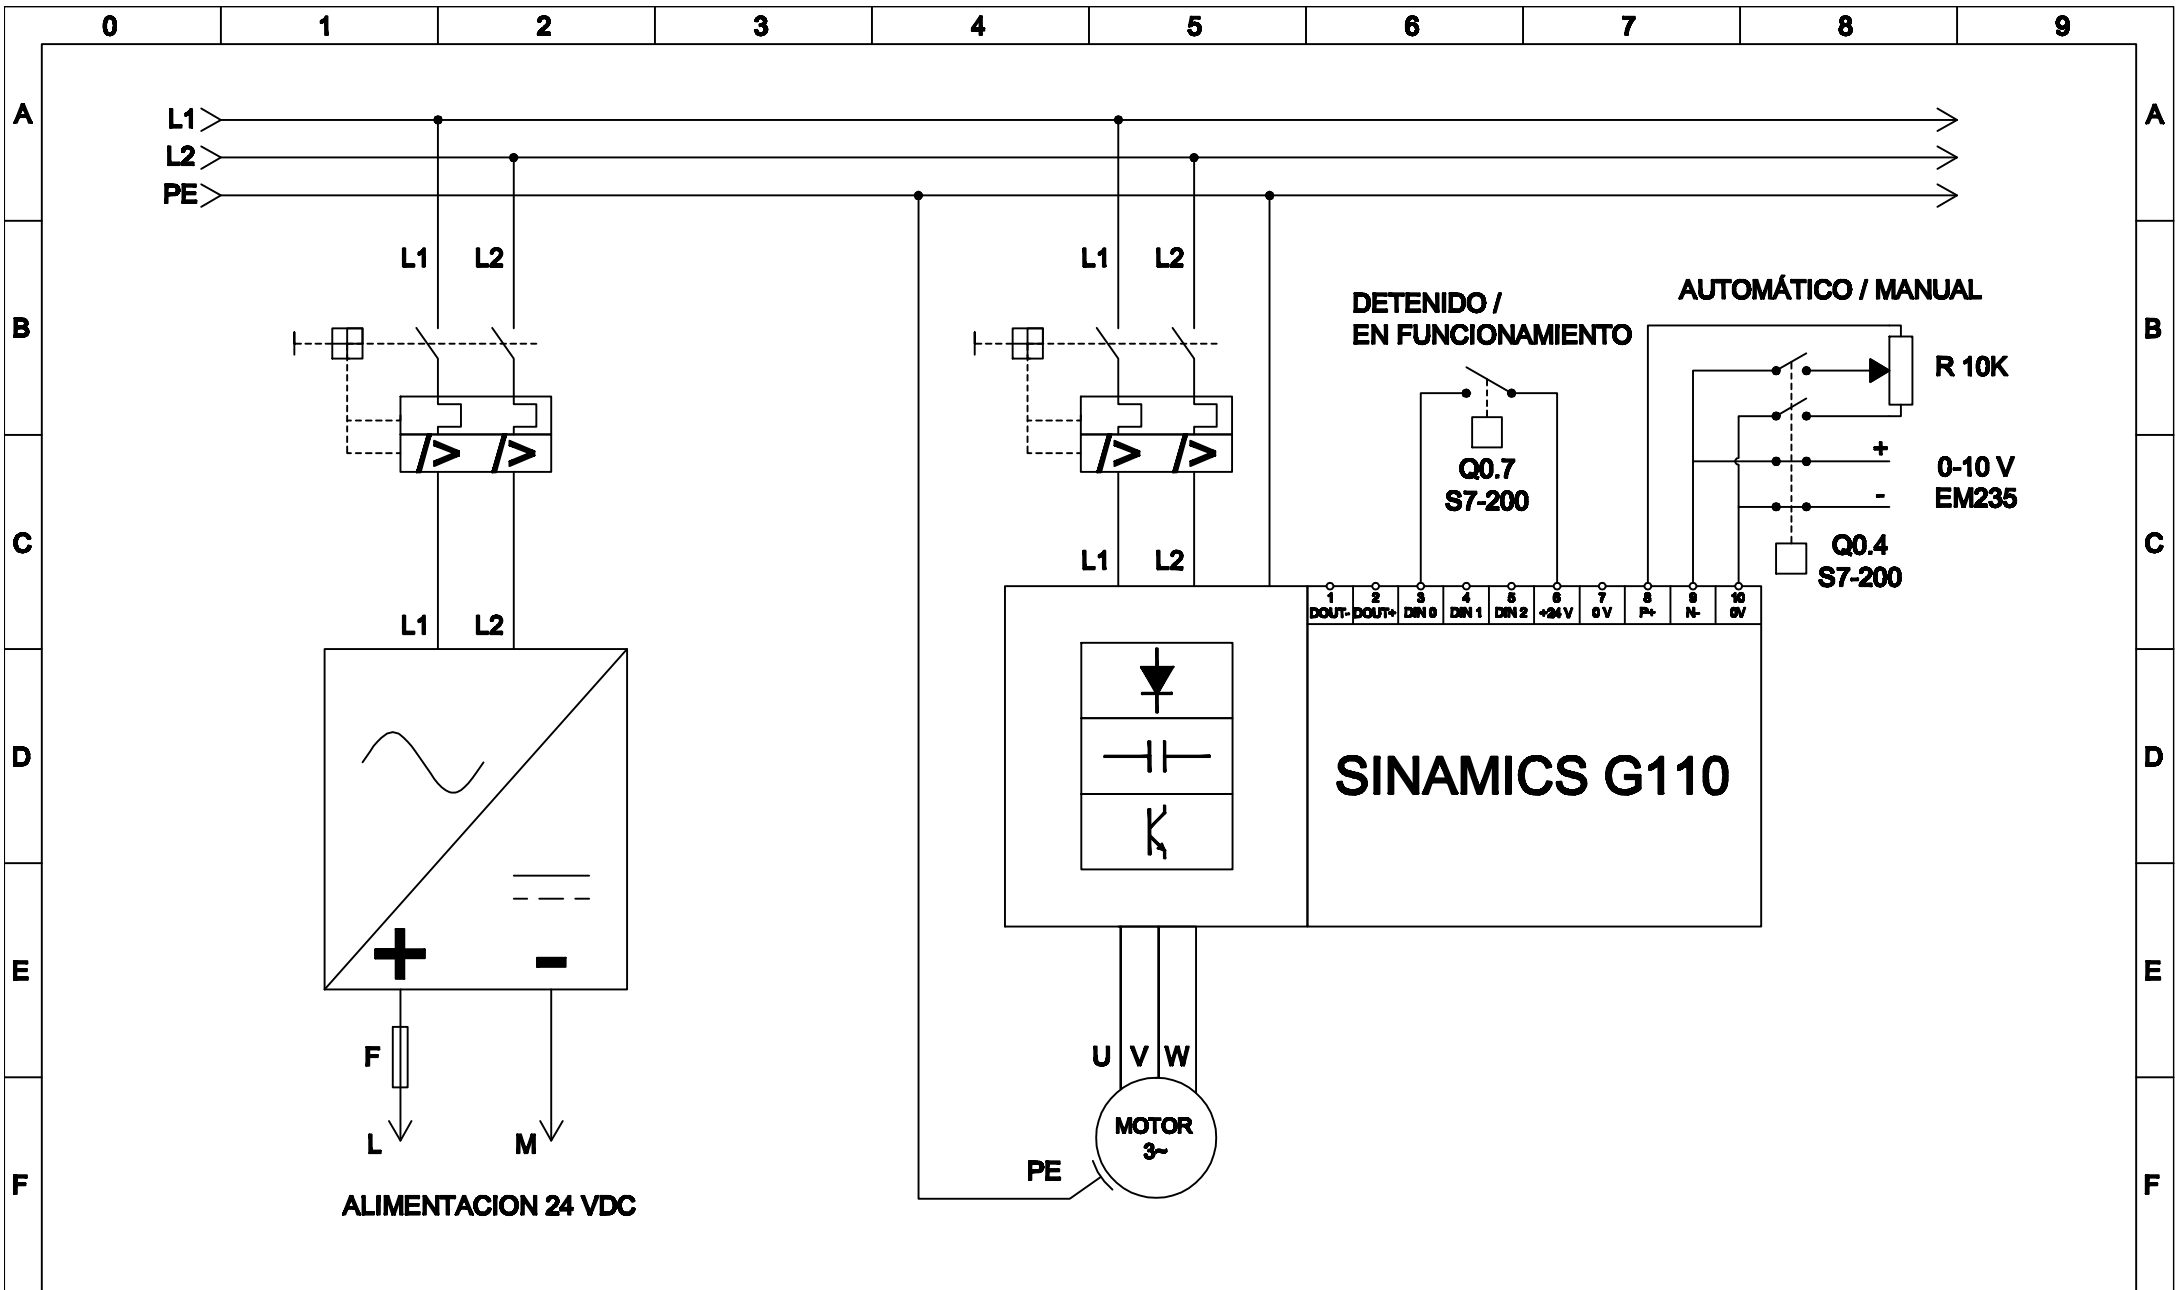 0 1 2 3 4 5 6 7 8 9
A A
L1
L2
PE
L1 L2 L1 L2
AUTOMÁTICO / MANUAL
DETENIDO /
EN FUNCIONAMIENTO
B B
R 10K
I> I> I> I>
+
0-10 V
Q0.7
S7-200
-
EM235
C C
Q0.4
S7-200
L1 L2
1 2 3 4 5 6 7 8 9 10
DOUT- DOUT+ DIN 0 DIN 1 DIN 2 +24 V 0 V P+ N- 0V
L1 L2
D D
SINAMICS G110
+ -
E E
F
U V W
MOTOR
3~
L M
PE
F F
ALIMENTACION 24 VDC